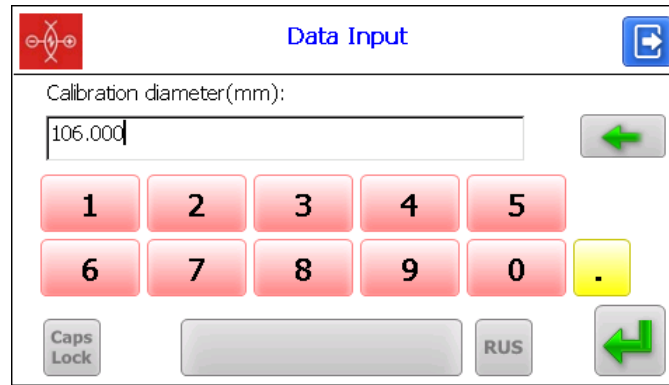 Data Input
Calibration diameter(mm):
106.000
1 2 3 4 5
6 7 8 9 0 .
Caps
Lock
RUS